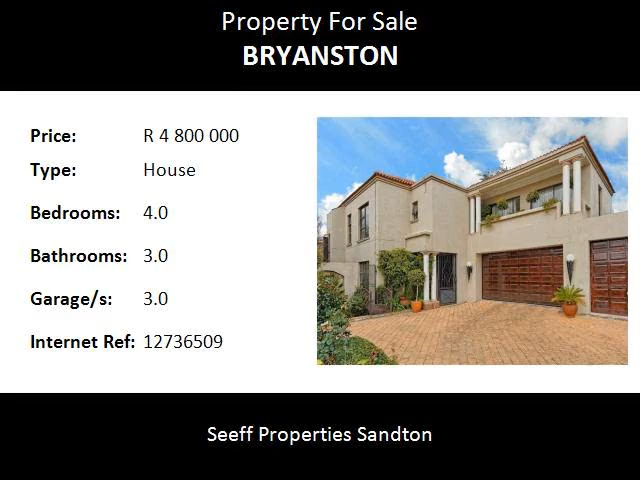 Property For Sale
BRYANSTON
Price: R 4 800 000
Type: House
Bedrooms: 4.0
Bathrooms: 3.0
Garage/s: 3.0
Internet Ref: 12736509
Seeff Properties Sandton